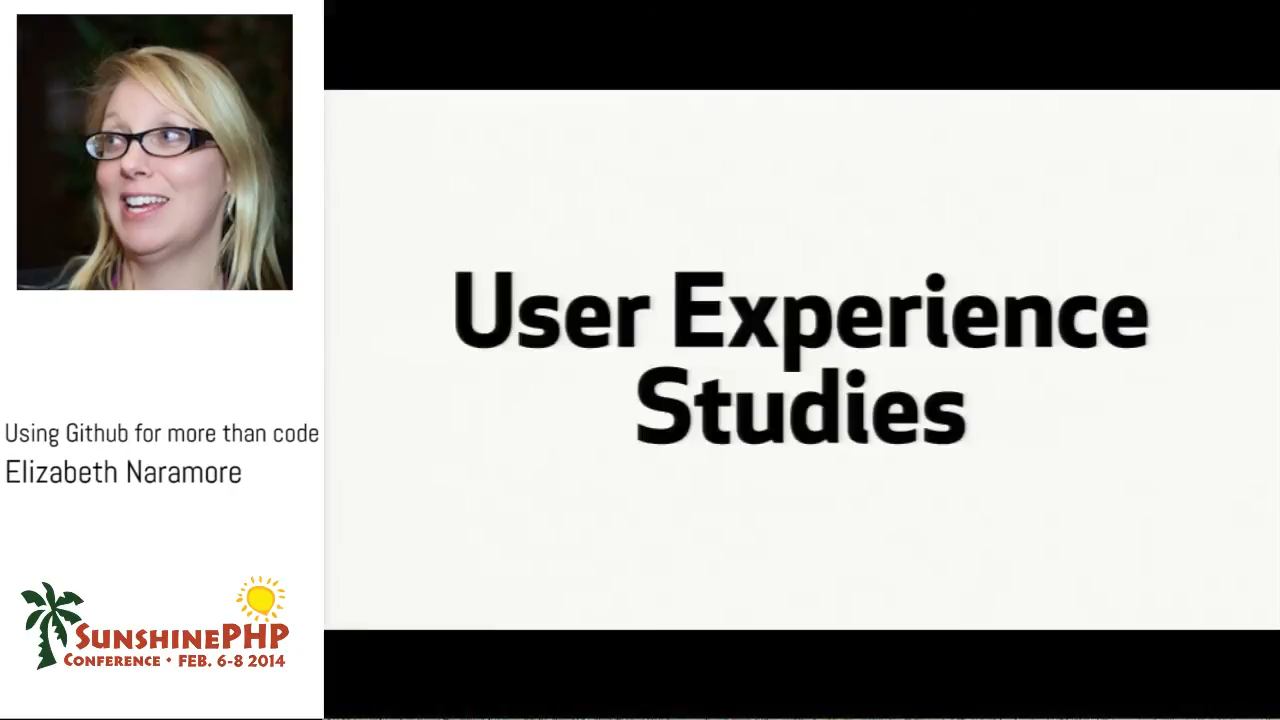 Using Github for more than code
Elizabeth Naramore
SunshinePHP
Conference • Feb. 6-8 2014
User Experience
Studies